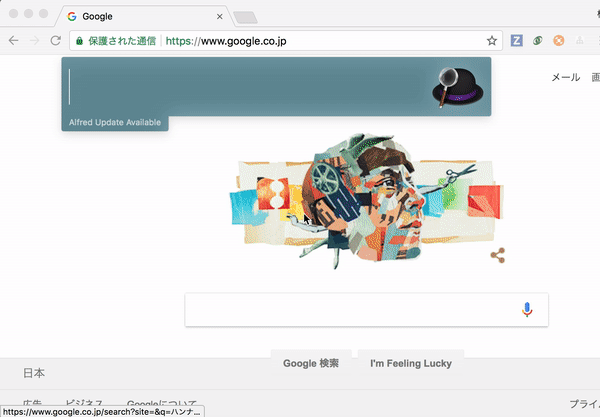 Google
保護された通信 https://www.google.co.jp
Alfred Update Available
メール
Google 検索 I'm Feeling Lucky
日本
広告 ビジネス Googleについて
プライ
https://www.google.co.jp/search?site=&q=ハンナ...